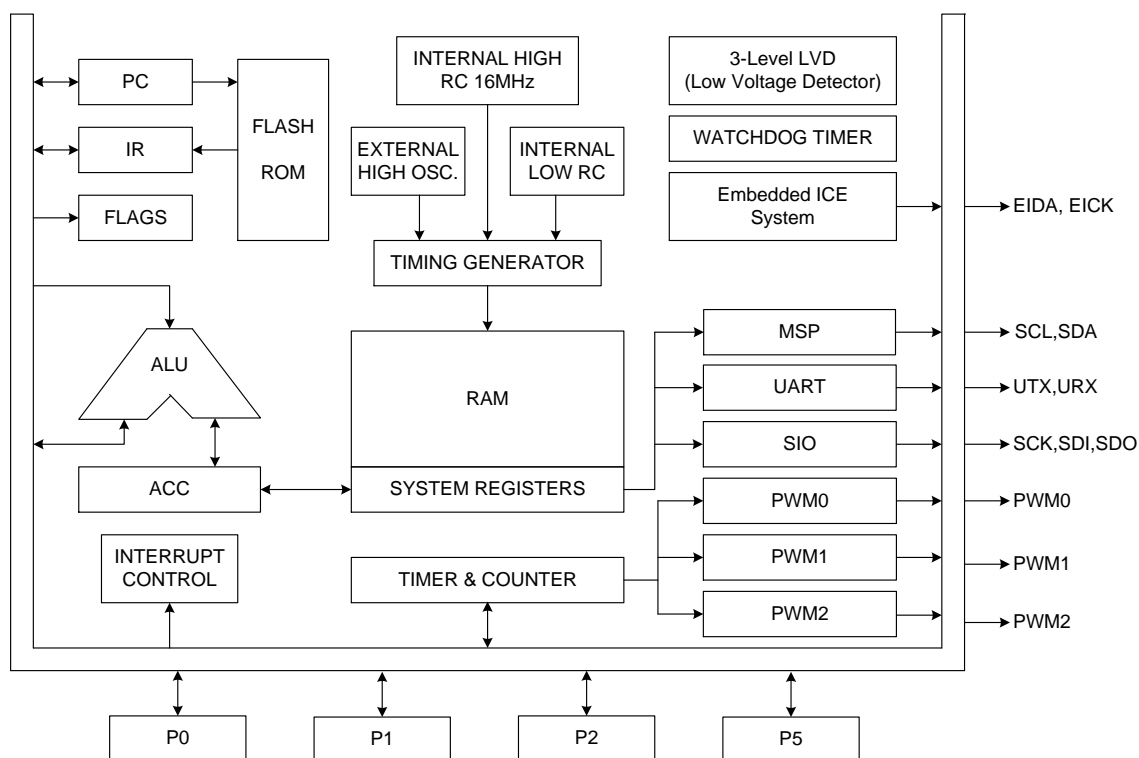 PC
IR
FLAGS
FLASH
ROM
INTERNAL HIGH
RC 16MHz
EXTERNAL
HIGH OSC.
INTERNAL
LOW RC
TIMING GENERATOR
3-Level LVD
(Low Voltage Detector)
WATCHDOG TIMER
Embedded ICE
System
EIDA, EICK
ALU
RAM
MSP
SCL,SDA
UART
UTX,URX
SIO
SCK,SDI,SDO
ACC
SYSTEM REGISTERS
PWM0
PWM0
INTERRUPT
CONTROL
TIMER & COUNTER
PWM1
PWM1
PWM2
PWM2
P0
P1
P2
P5